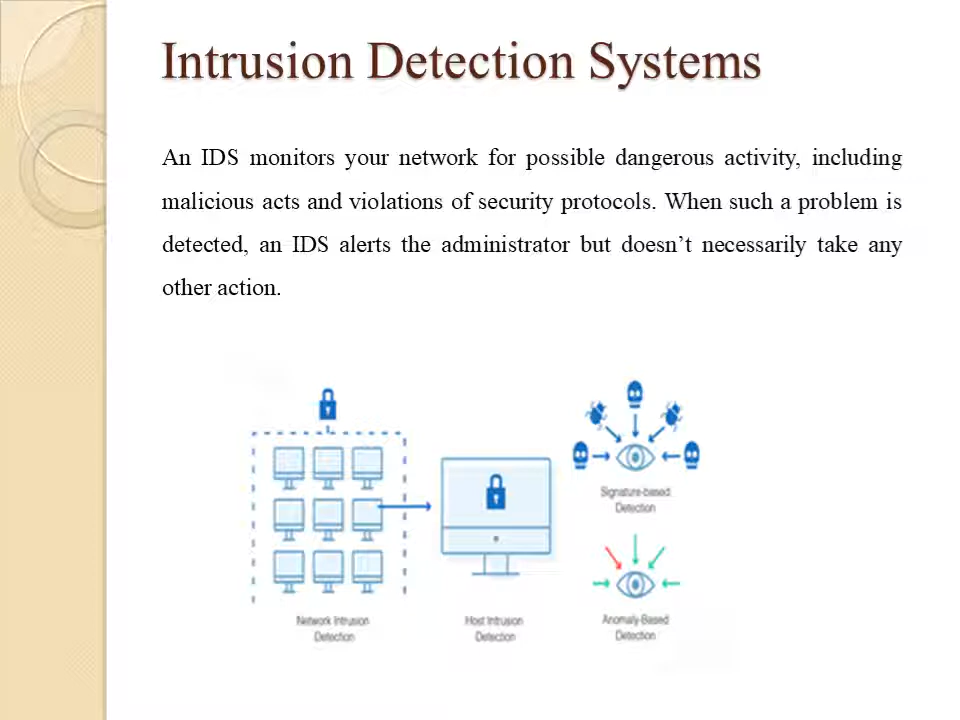 Intrusion Detection Systems
An IDS monitors your network for possible dangerous activity, including
malicious acts and violations of security protocols. When such a problem is
detected, an IDS alerts the administrator but doesn’t necessarily take any
other action.
Signature-based
Detection
Network Intrusion
Detection
Host Intrusion
Detection
Anomaly-Based
Detection